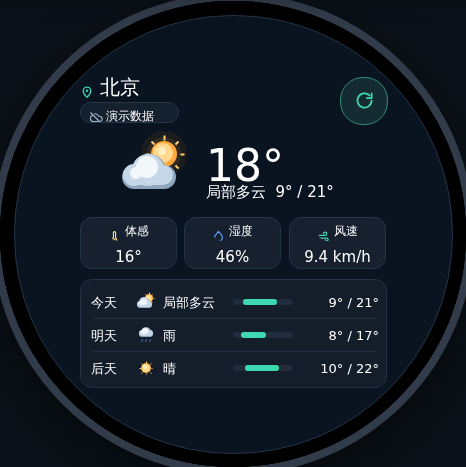 北京
演示数据
18°
局部多云 9° / 21°
体感
16°
湿度
46%
风速
9.4 km/h
今天 局部多云 9° / 21°
明天 雨 8° / 17°
后天 晴 10° / 22°